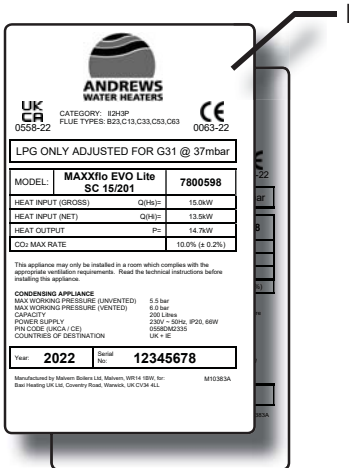 ANDREWS
WATER HEATERS
UK
CA
0558-22
CATEGORY: II2H3P
FLUE TYPES: B23,C13,C33,C53,C63
CE
0063-22
LPG ONLY ADJUSTED FOR G31 @ 37mbar
MODEL: MAXXflo EVO Lite SC 15/201 7800598
HEAT INPUT (GROSS) Q(Hs)= 15.0kW
HEAT INPUT (NET) Q(Hi)= 13.5kW
HEAT OUTPUT P= 14.7kW
CO2 MAX RATE 10.0% (± 0.2%)
This appliance may only be installed in a room which complies with the
appropriate ventilation requirements. Read the technical instructions before
installing this appliance.
CONDENSING APPLIANCE
MAX WORKING PRESSURE (UNVENTED) 5.5 bar
MAX WORKING PRESSURE (VENTED) 6.0 bar
CAPACITY 200 Litres
POWER SUPPLY 230V ~ 50Hz, IP20, 66W
PIN CODE (UKCA / CE) 0558DM2335
COUNTRIES OF DESTINATION UK + IE
Year: 2022 Serial No: 12345678
Manufactured by Malvern Boilers Ltd, Malvern, WR14 1BW, for:
Baxi Heating UK Ltd, Coventry Road, Warwick, UK CV34 4LL
M10383A
-22
ar
8
%)
383A